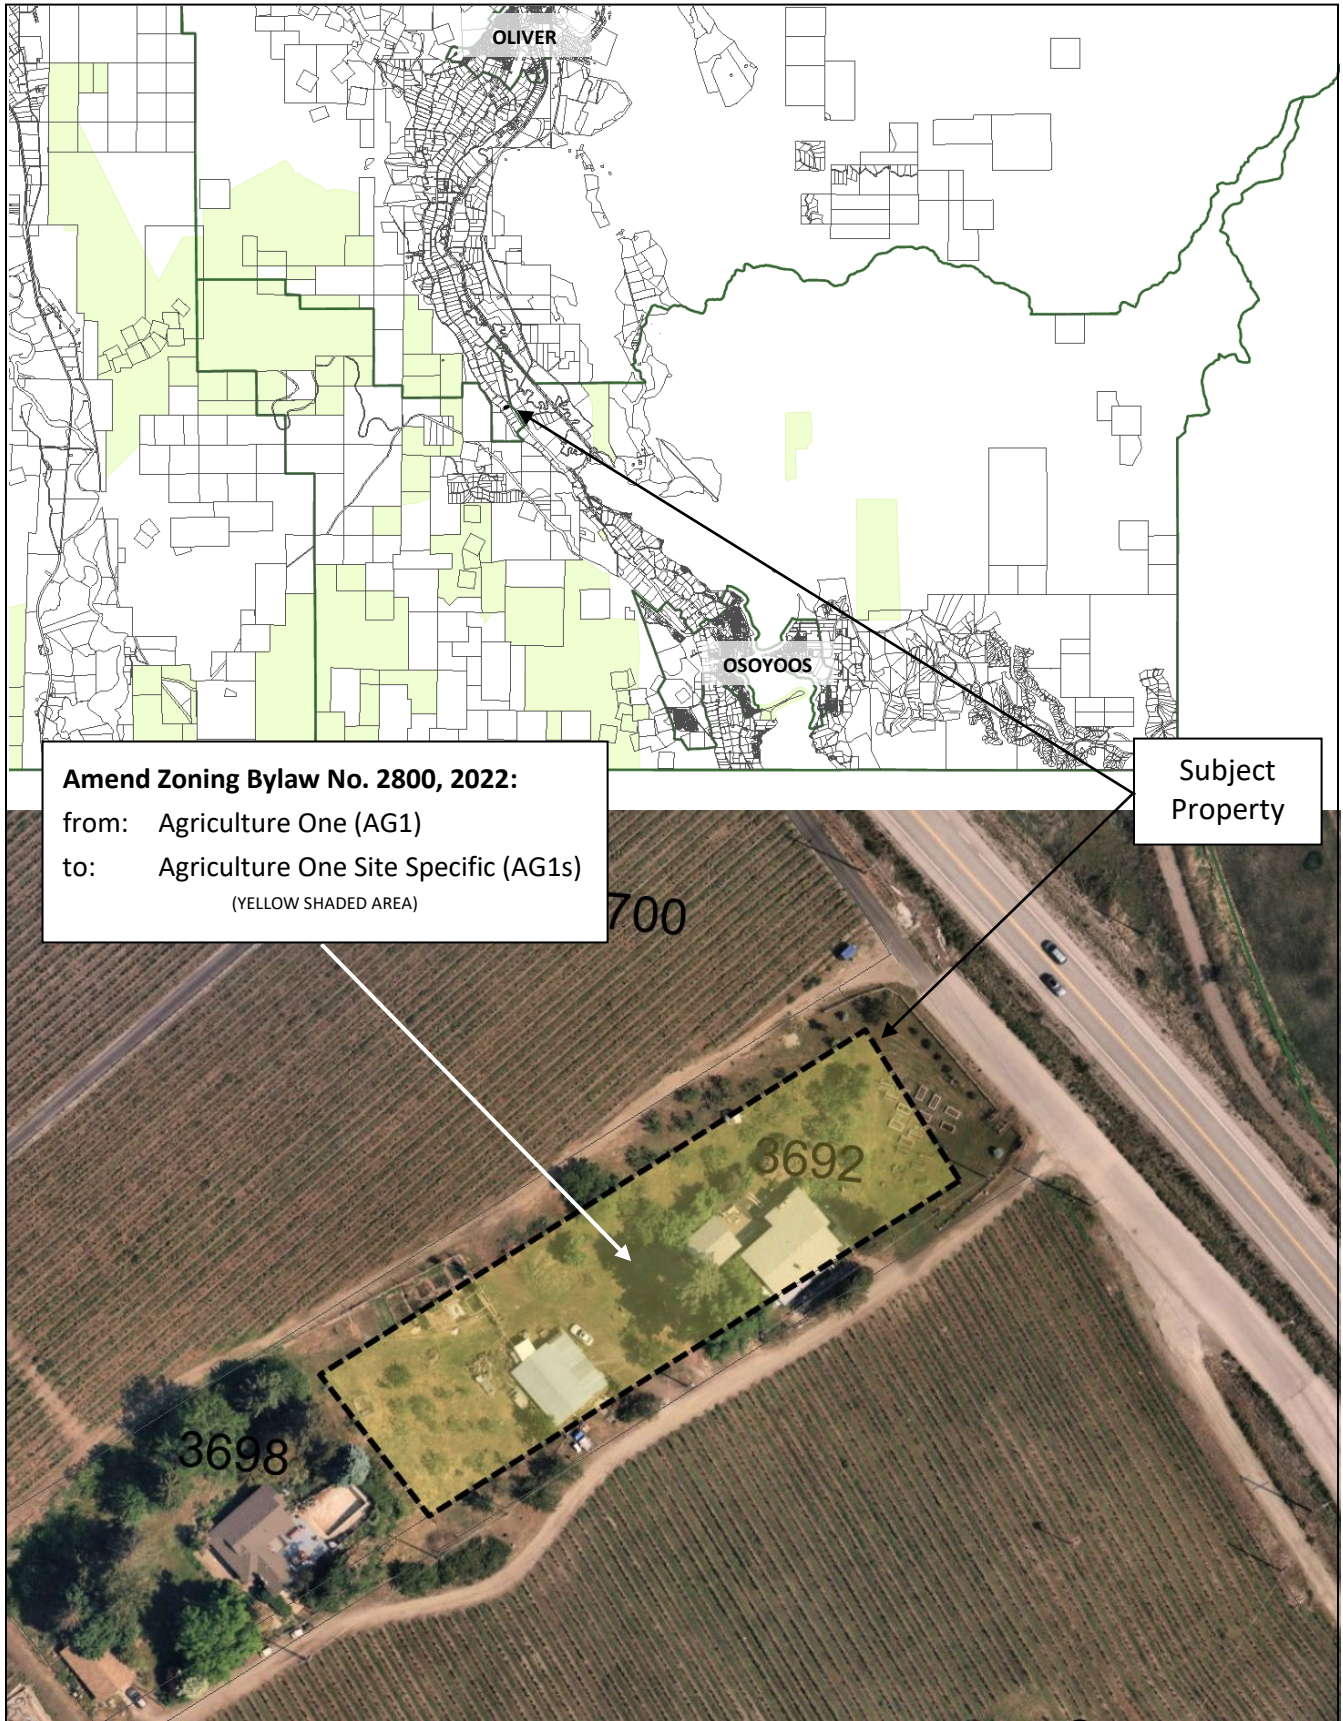 OLIVER
OSOYOOS
Amend Zoning Bylaw No. 2800, 2022:
from: Agriculture One (AG1)
to: Agriculture One Site Specific (AG1s)
(YELLOW SHADED AREA)
Subject
Property
700
3692
3698